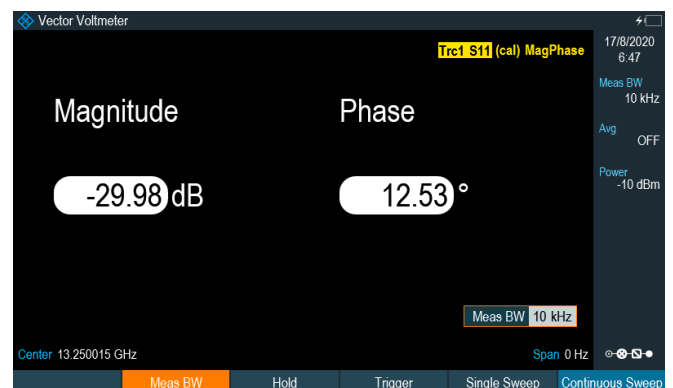 Vector Voltmeter
Trc1 S11 (cal) MagPhase
17/8/2020
6:47
Meas BW
10 kHz
Avg
OFF
Power
-10 dBm
Magnitude Phase
-29.98 dB 12.53 °
Meas BW 10 kHz
Center 13.250015 GHz Span 0 Hz
Meas BW Hold Trigger Single Sweep Continuous Sweep